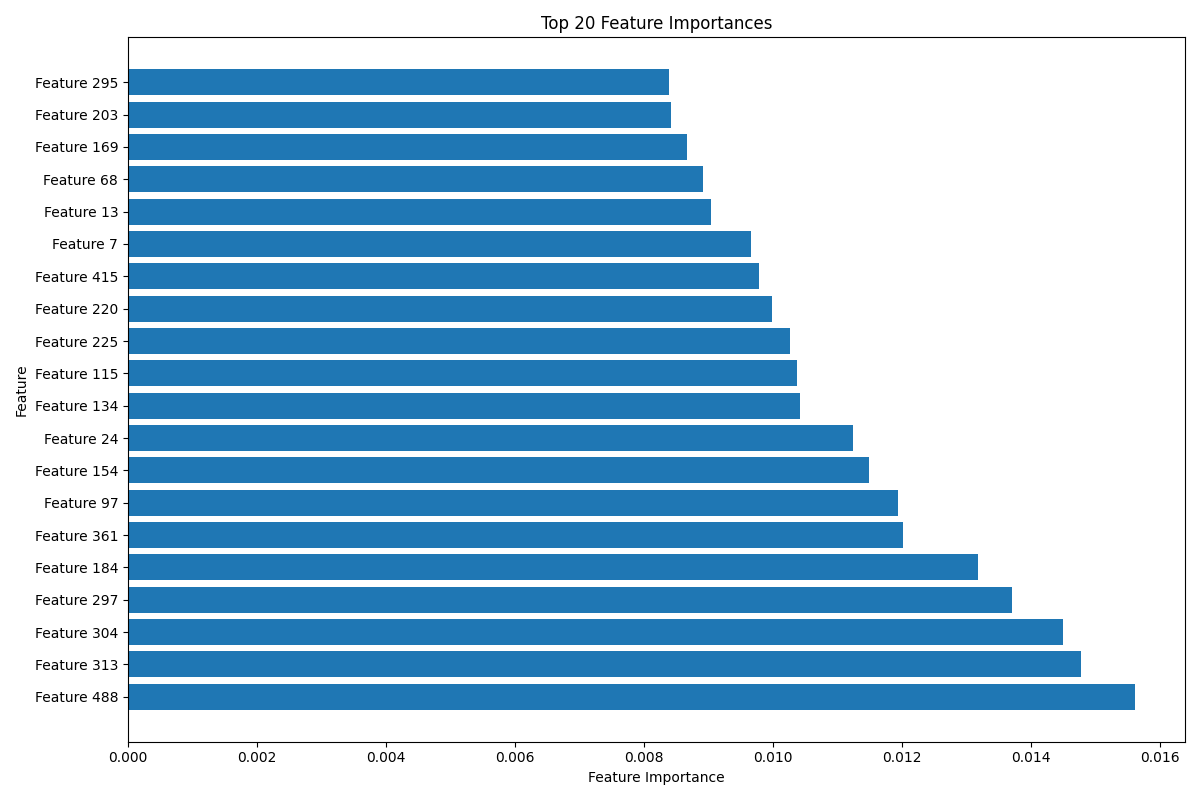 Top 20 Feature Importances
Feature 295
Feature 203
Feature 169
Feature 68
Feature 13
Feature 7
Feature 415
Feature 220
Feature 225
Feature 115
Feature 134
Feature 24
Feature 154
Feature 97
Feature 361
Feature 184
Feature 297
Feature 304
Feature 313
Feature 488
Feature
0.000 0.002 0.004 0.006 0.008 0.010 0.012 0.014 0.016
Feature Importance